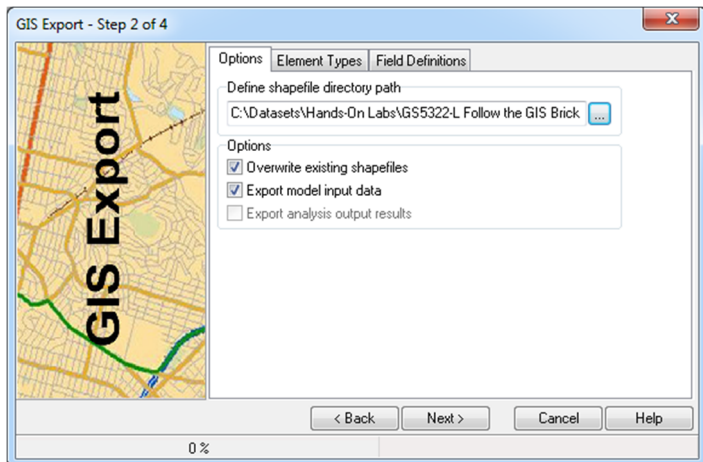 GIS Export - Step 2 of 4
GIS Export
Options
Element Types
Field Definitions
Define shapefile directory path
C:\Datasets\Hands-On Labs\GS5322-L Follow the GIS Brick
...
Options
Overwrite existing shapefiles
Export model input data
Export analysis output results
< Back
Next >
Cancel
Help
0 %